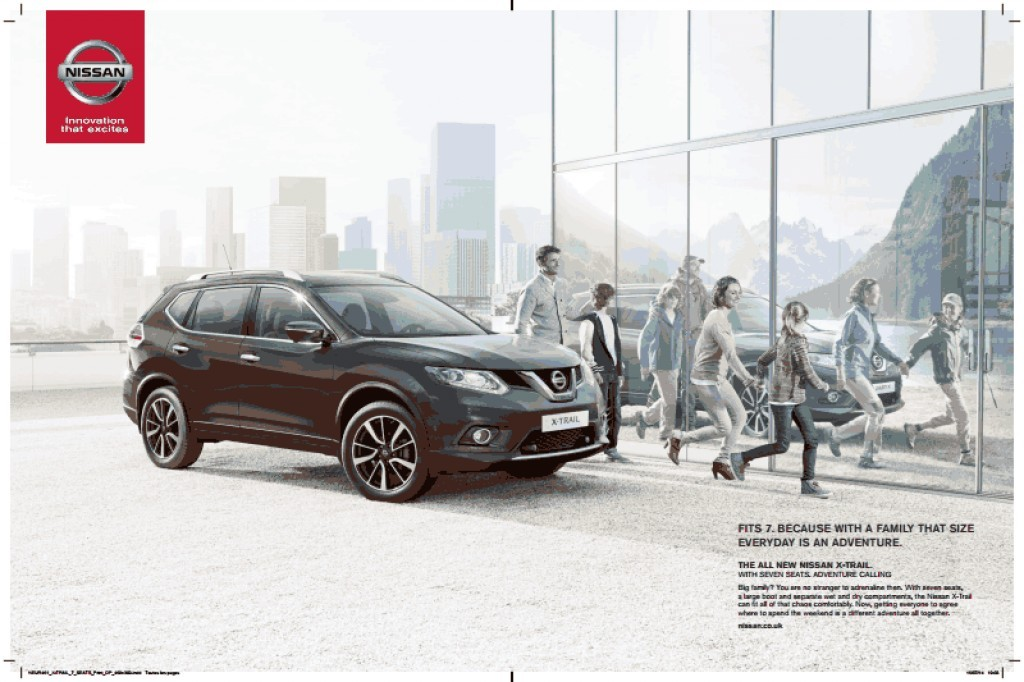 NISSAN
Innovation
that excites
X-TRAIL
FITS 7. BECAUSE WITH A FAMILY THAT SIZE
EVERYDAY IS AN ADVENTURE.
THE ALL NEW NISSAN X-TRAIL.
WITH SEVEN SEATS. ADVENTURE CALLING
Big family? You are no stranger to adrenaline then. With seven seats,
a large boot and separate wet and dry compartments, the Nissan X-Trail
can fit all of that chaos comfortably. Now, getting everyone to agree
where to spend the weekend is a different adventure all together.
nissan.co.uk